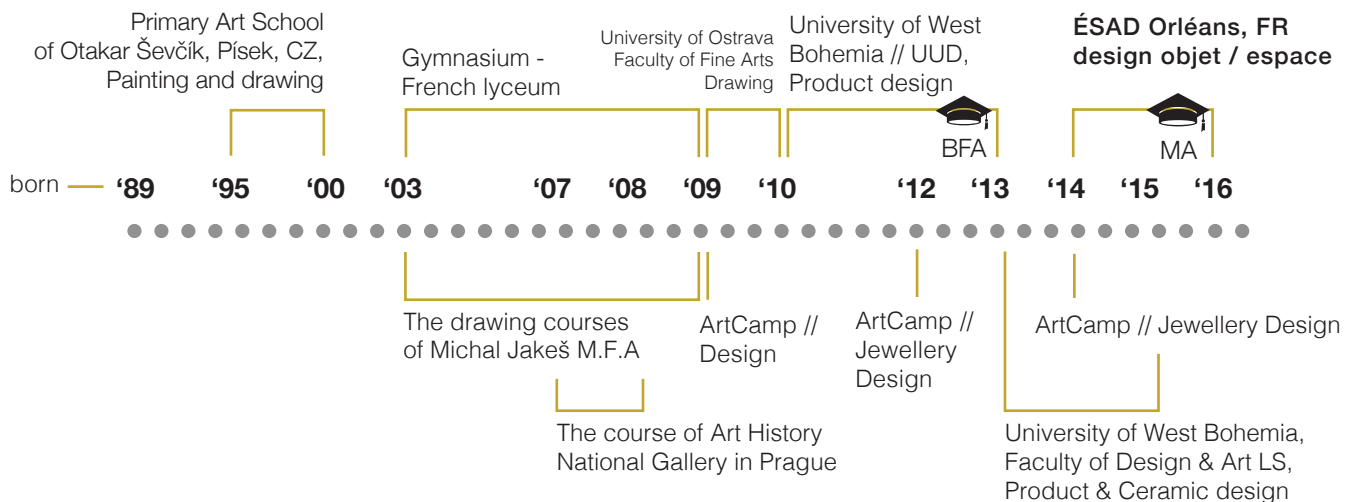 Primary Art School
of Otakar Ševčík, Písek, CZ,
Painting and drawing
Gymnasium -
French lyceum
University of Ostrava
Faculty of Fine Arts
Drawing
University of West
Bohemia // UUD,
Product design
ÉSAD Orléans, FR
design objet / espace
BFA
MA
born
‘89 ‘95 ‘00 ‘03 ‘07 ‘08 ‘09 ‘10 ‘12 ‘13 ‘14 ‘15 ‘16
The drawing courses
of Michal Jakeš M.F.A
ArtCamp //
Design
ArtCamp //
Jewellery
Design
ArtCamp // Jewellery Design
The course of Art History
National Gallery in Prague
University of West Bohemia,
Faculty of Design & Art LS,
Product & Ceramic design